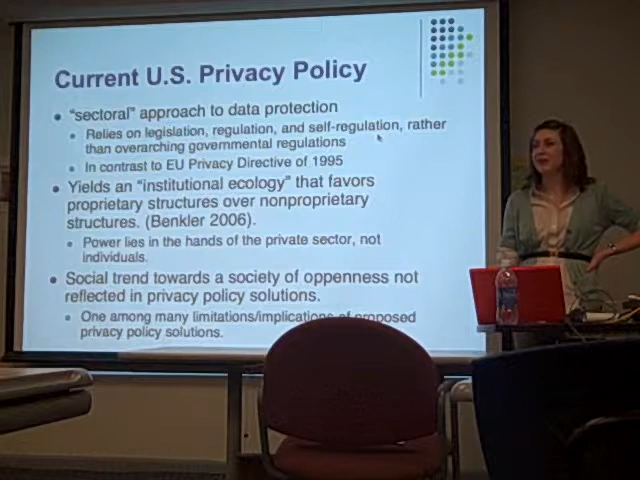 Current U.S. Privacy Policy
"sectoral" approach to data protection
Relies on legislation, regulation, and self-regulation, rather
than overarching governmental regulations
In contrast to EU Privacy Directive of 1995
Yields an "institutional ecology" that favors
proprietary structures over nonproprietary
structures. (Benkler 2006).
Power lies in the hands of the private sector, not
individuals.
Social trend towards a society of oppenness not
reflected in privacy policy solutions.
One among many limitations/implications of proposed
privacy policy solutions.